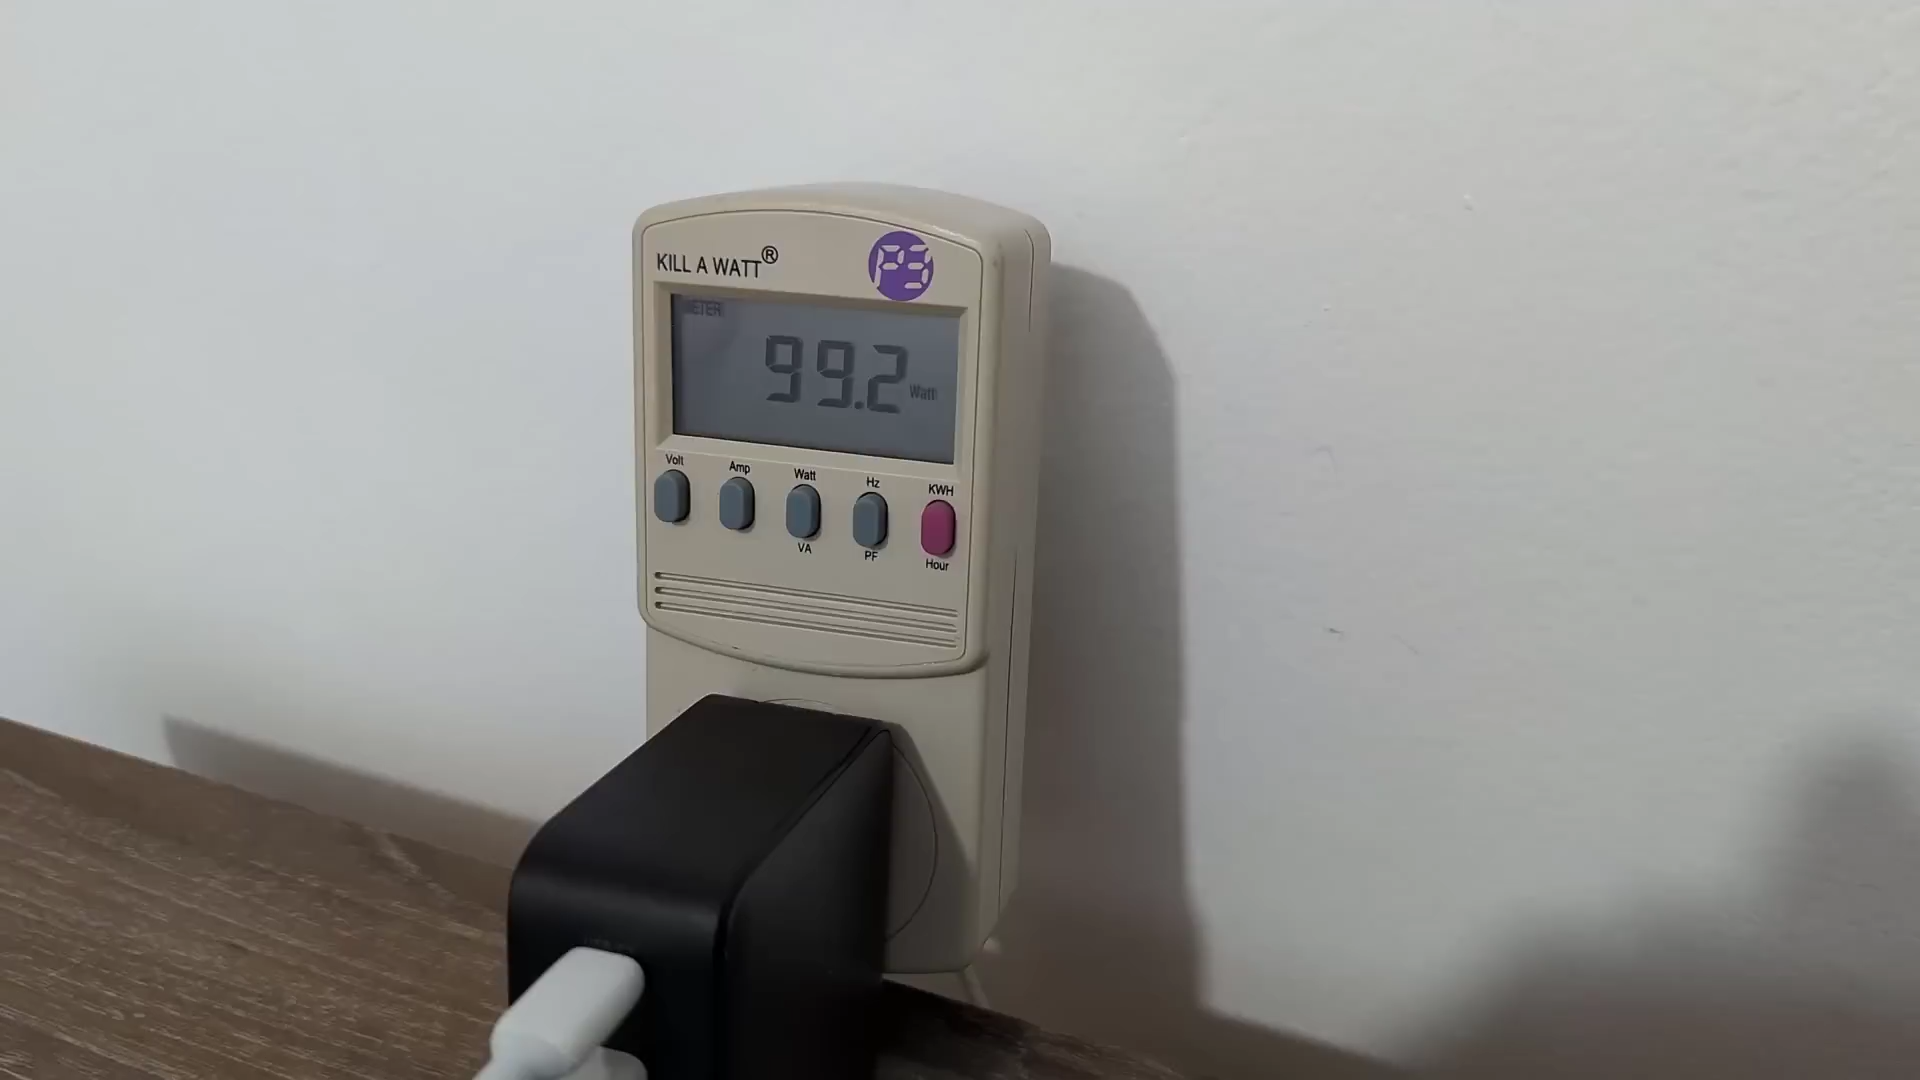 KILL A WATT®
P3
METER
99.2 Watt
Volt Amp Watt Hz KWH
VA PF Hour